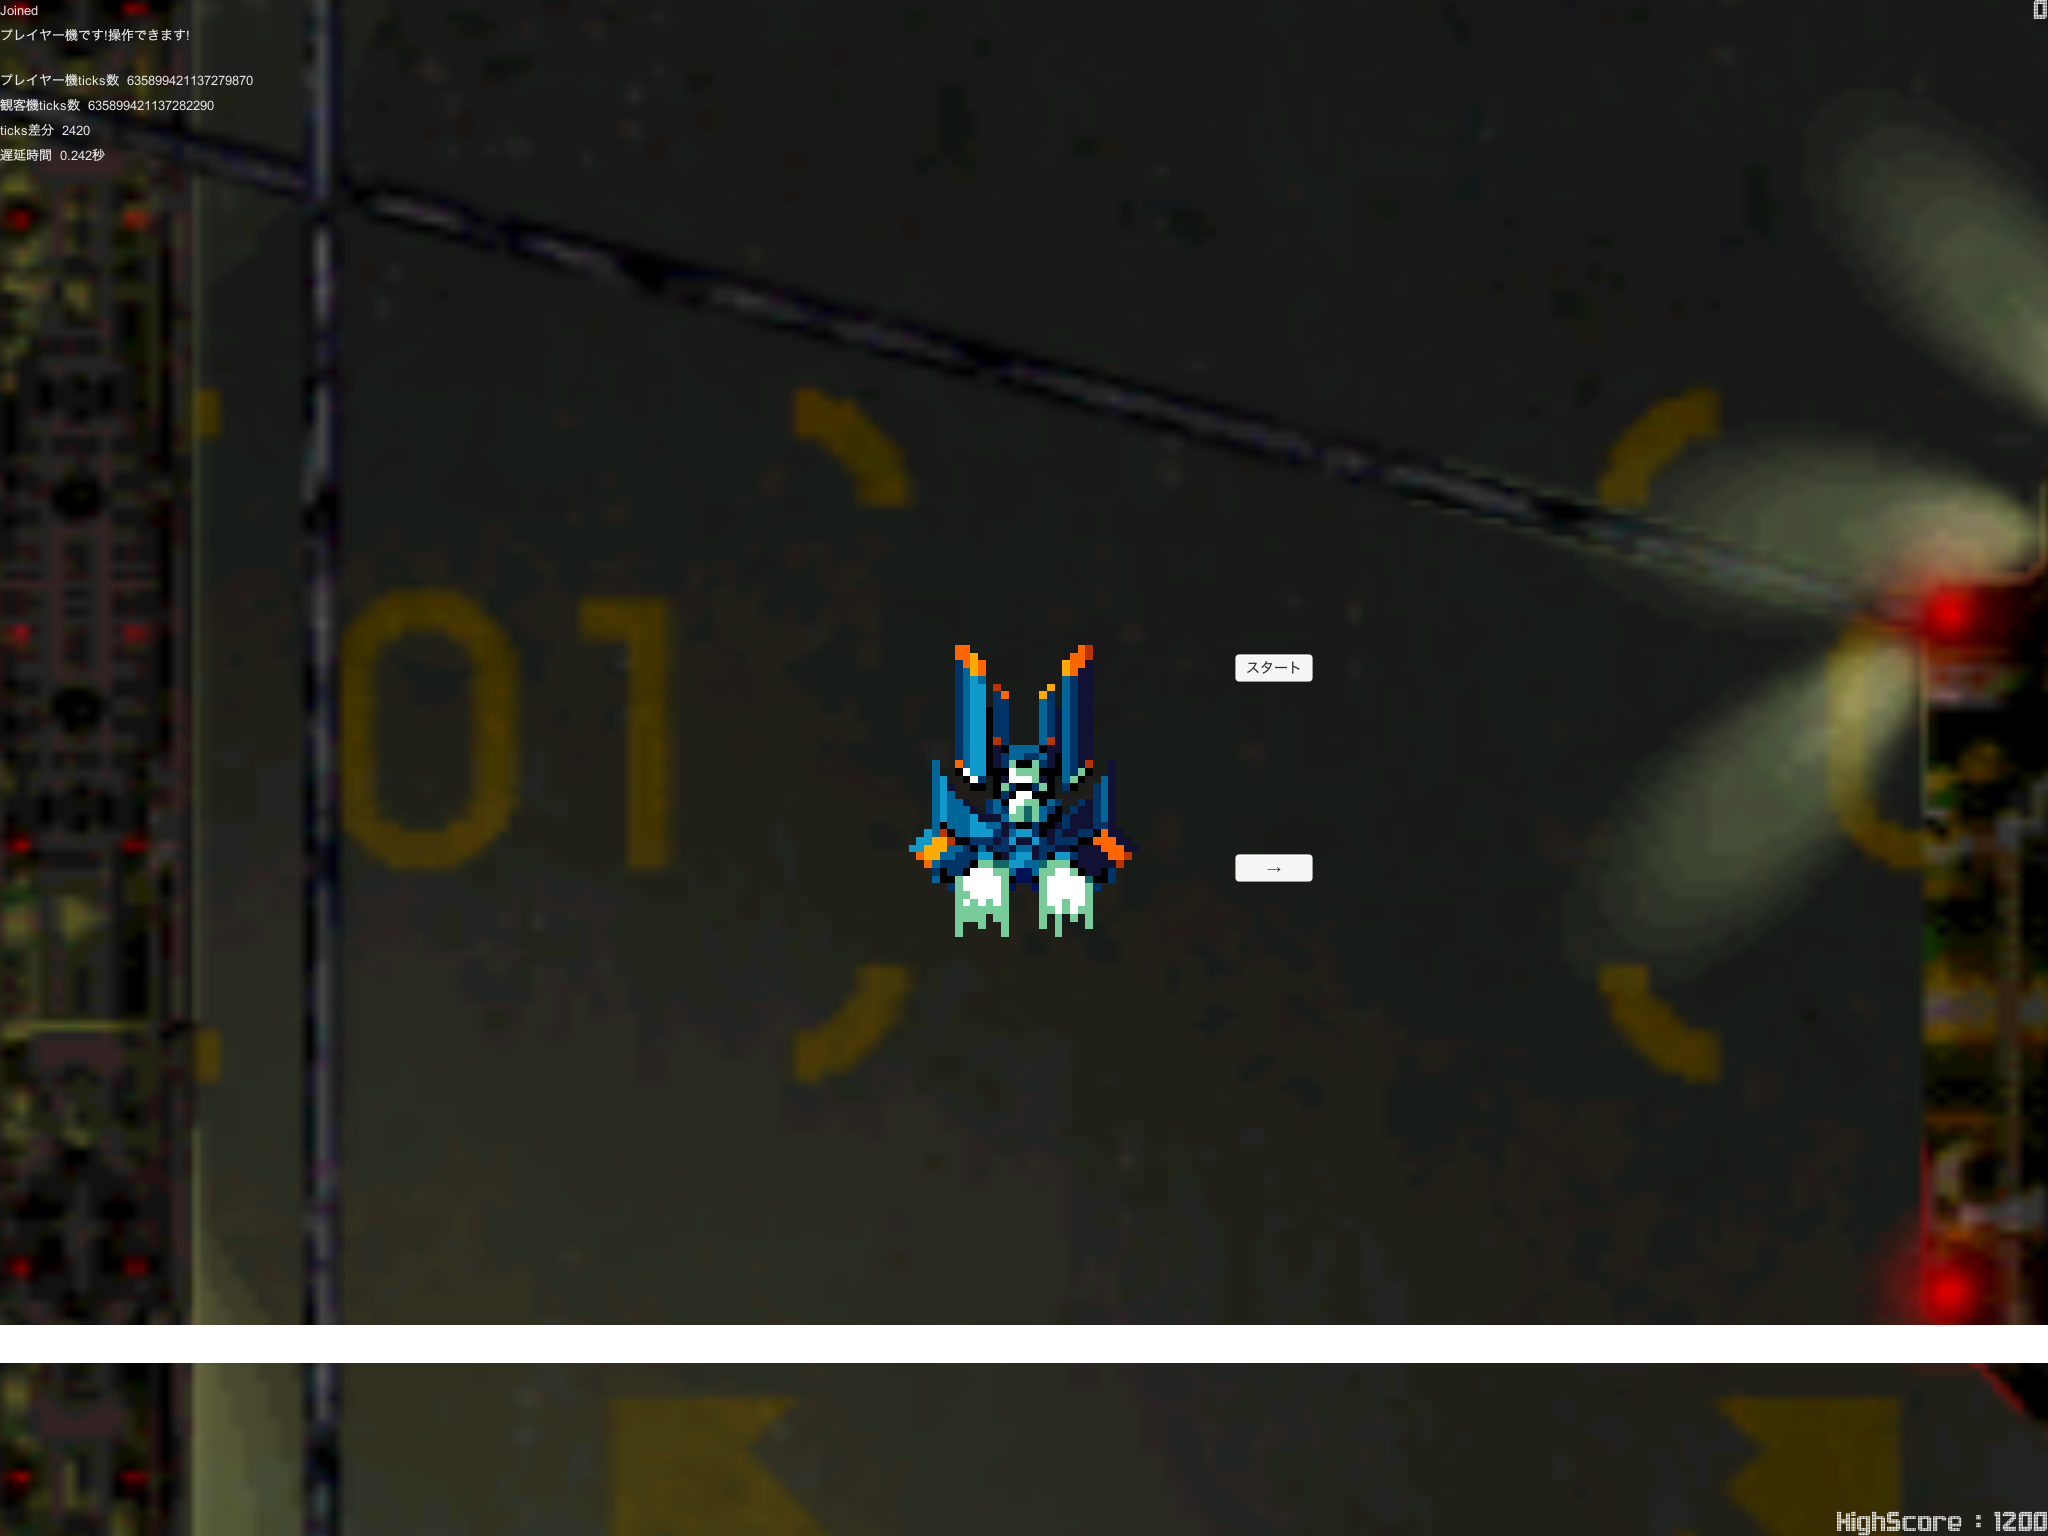 Joined
0
プレイヤー機です!操作できます!
プレイヤー機ticks数 635899421137279870
観客機ticks数 635899421137282290
ticks差分 2420
遅延時間 0.242秒
01
スタート
→
HighScore : 1200